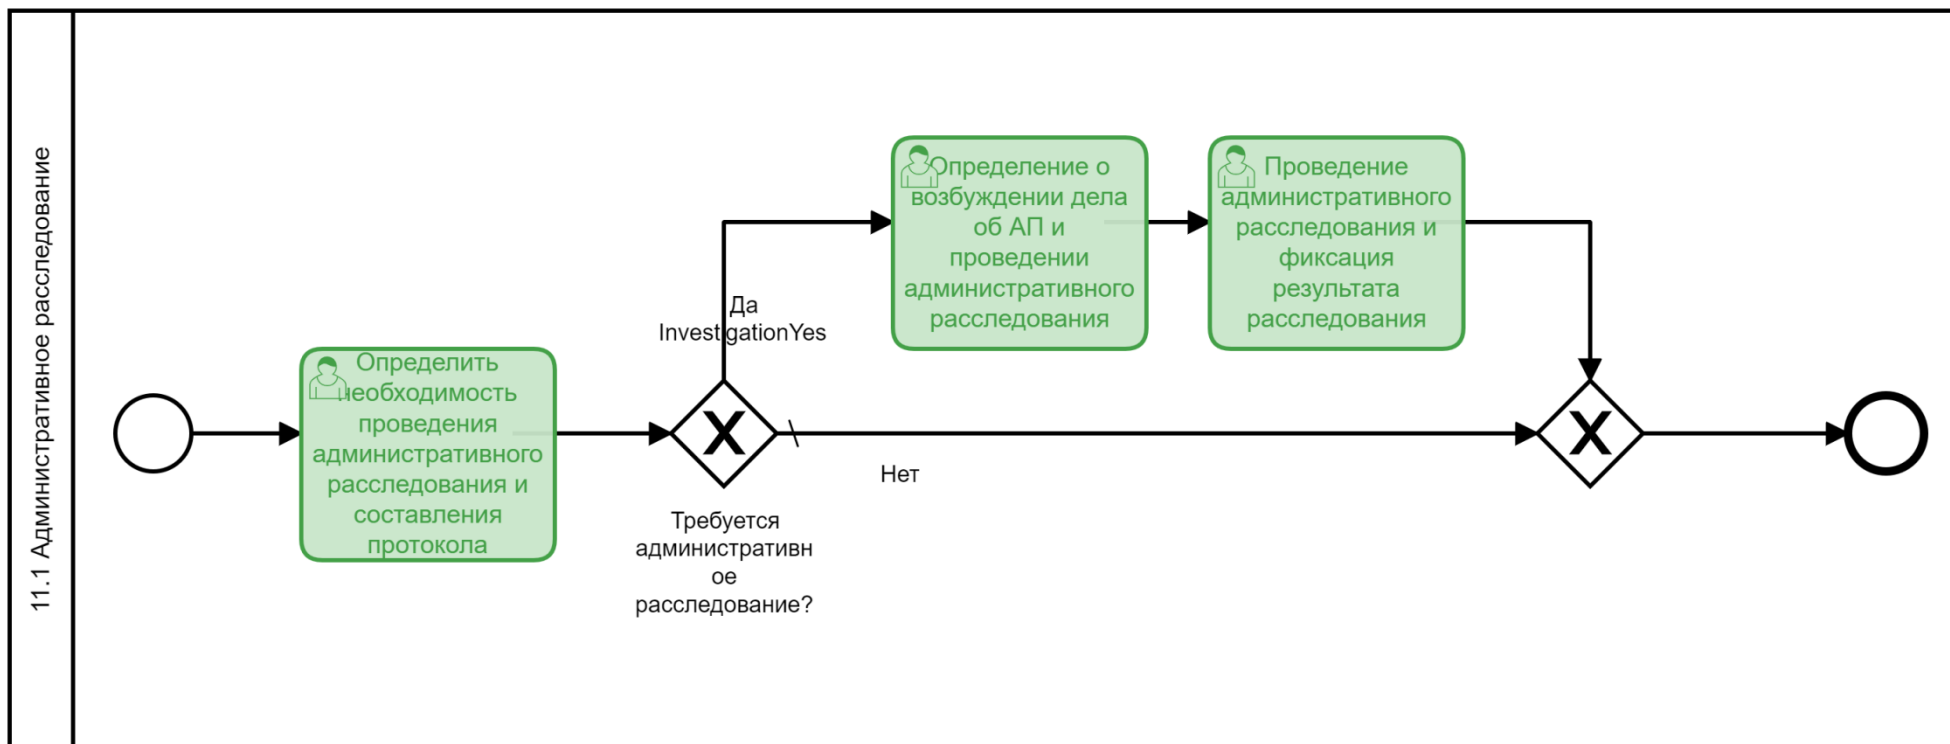 11.1 Административное расследование
Определить
необходимость
проведения
административного
расследования и
составления
протокола
Да
InvestigationYes
Требуется
административн
ое
расследование?
Нет
Определение о
возбуждении дела
об АП и
проведении
административного
расследования
Проведение
административного
расследования и
фиксация
результата
расследования